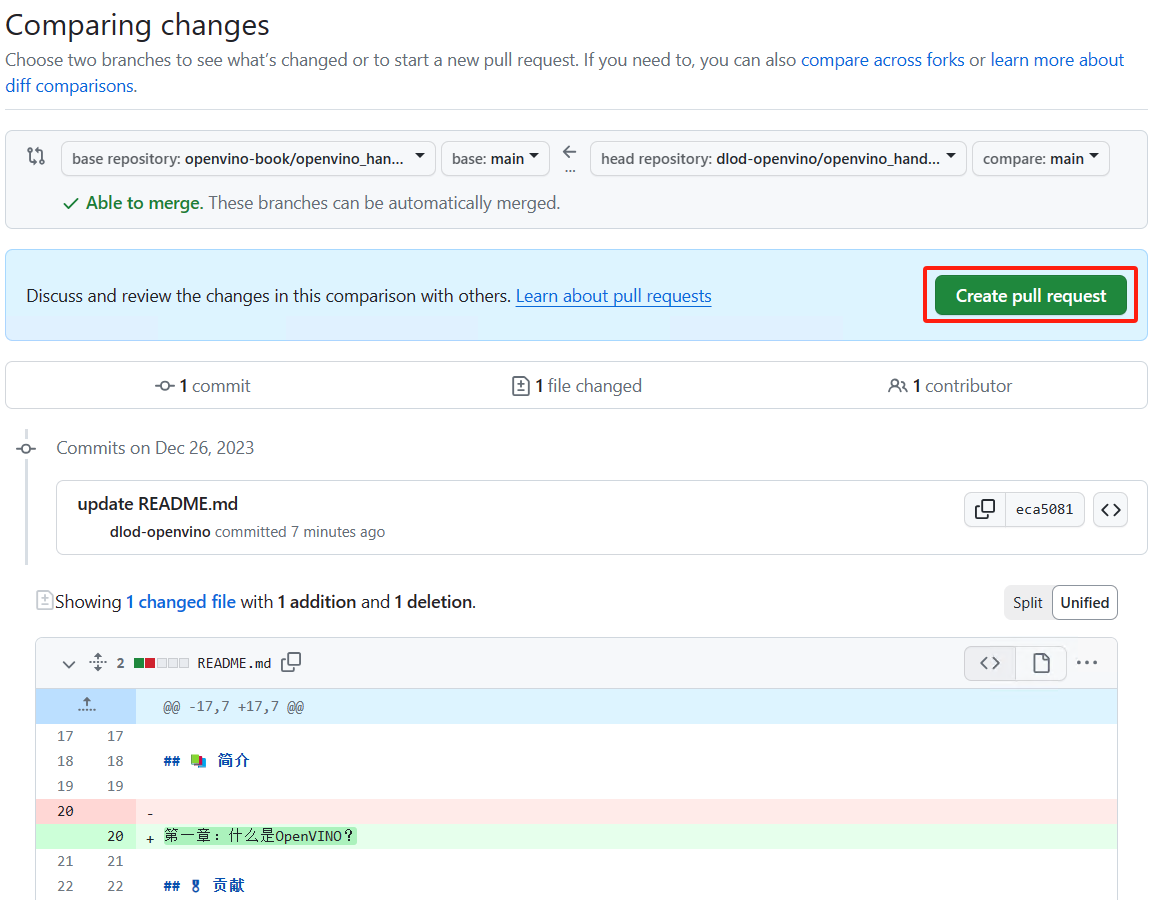 Comparing changes
Choose two branches to see what's changed or to start a new pull request. If you need to, you can also compare across forks or learn more about
diff comparisons.
base repository: openvino-book/openvino_han... base: main ... head repository: dlod-openvino/openvino_hand... compare: main
Able to merge. These branches can be automatically merged.
Discuss and review the changes in this comparison with others. Learn about pull requests Create pull request
1 commit 1 file changed 1 contributor
Commits on Dec 26, 2023
update README.md
dlod-openvino committed 7 minutes ago eca5081
Showing 1 changed file with 1 addition and 1 deletion. Split Unified
2 README.md
@@ -17,7 +17,7 @@
17 17
18 18 ## 📚 简介
19 19
20 -
20 + 第一章：什么是OpenVINO？
21 21
22 22 ## 🎖 贡献